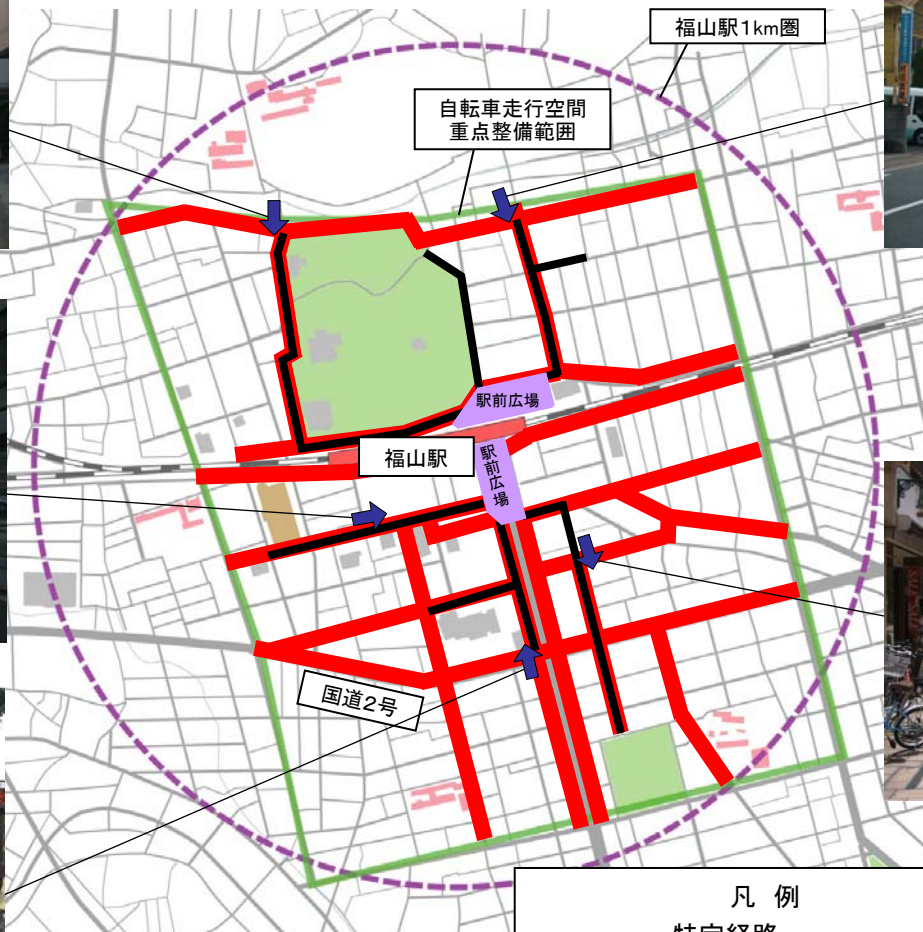 福山駅1km圏
自転車走行空間
重点整備範囲
駅前広場
福山駅
駅前広場
国道2号
凡 例